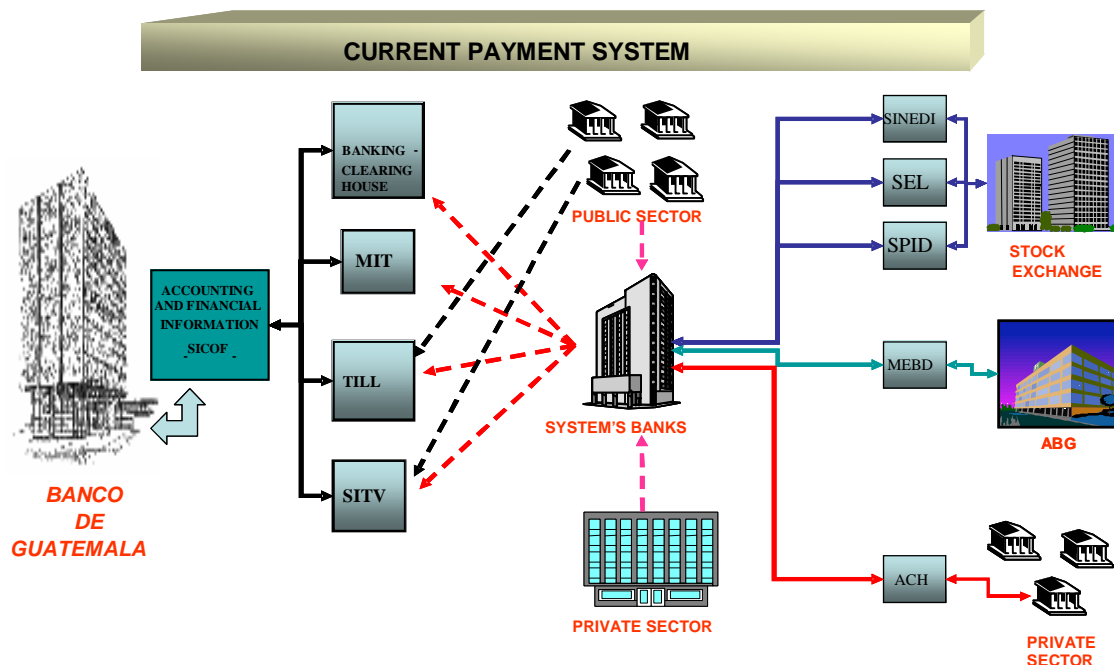 CURRENT PAYMENT SYSTEM
BANCO
DE
GUATEMALA
ACCOUNTING
AND FINANCIAL
INFORMATION
_SICOF_
BANKING -
CLEARING
HOUSE
MIT
TILL
SITV
PUBLIC SECTOR
SYSTEM'S BANKS
PRIVATE SECTOR
SINEDI
SEL
SPID
MEBD
ACH
STOCK
EXCHANGE
ABG
PRIVATE
SECTOR